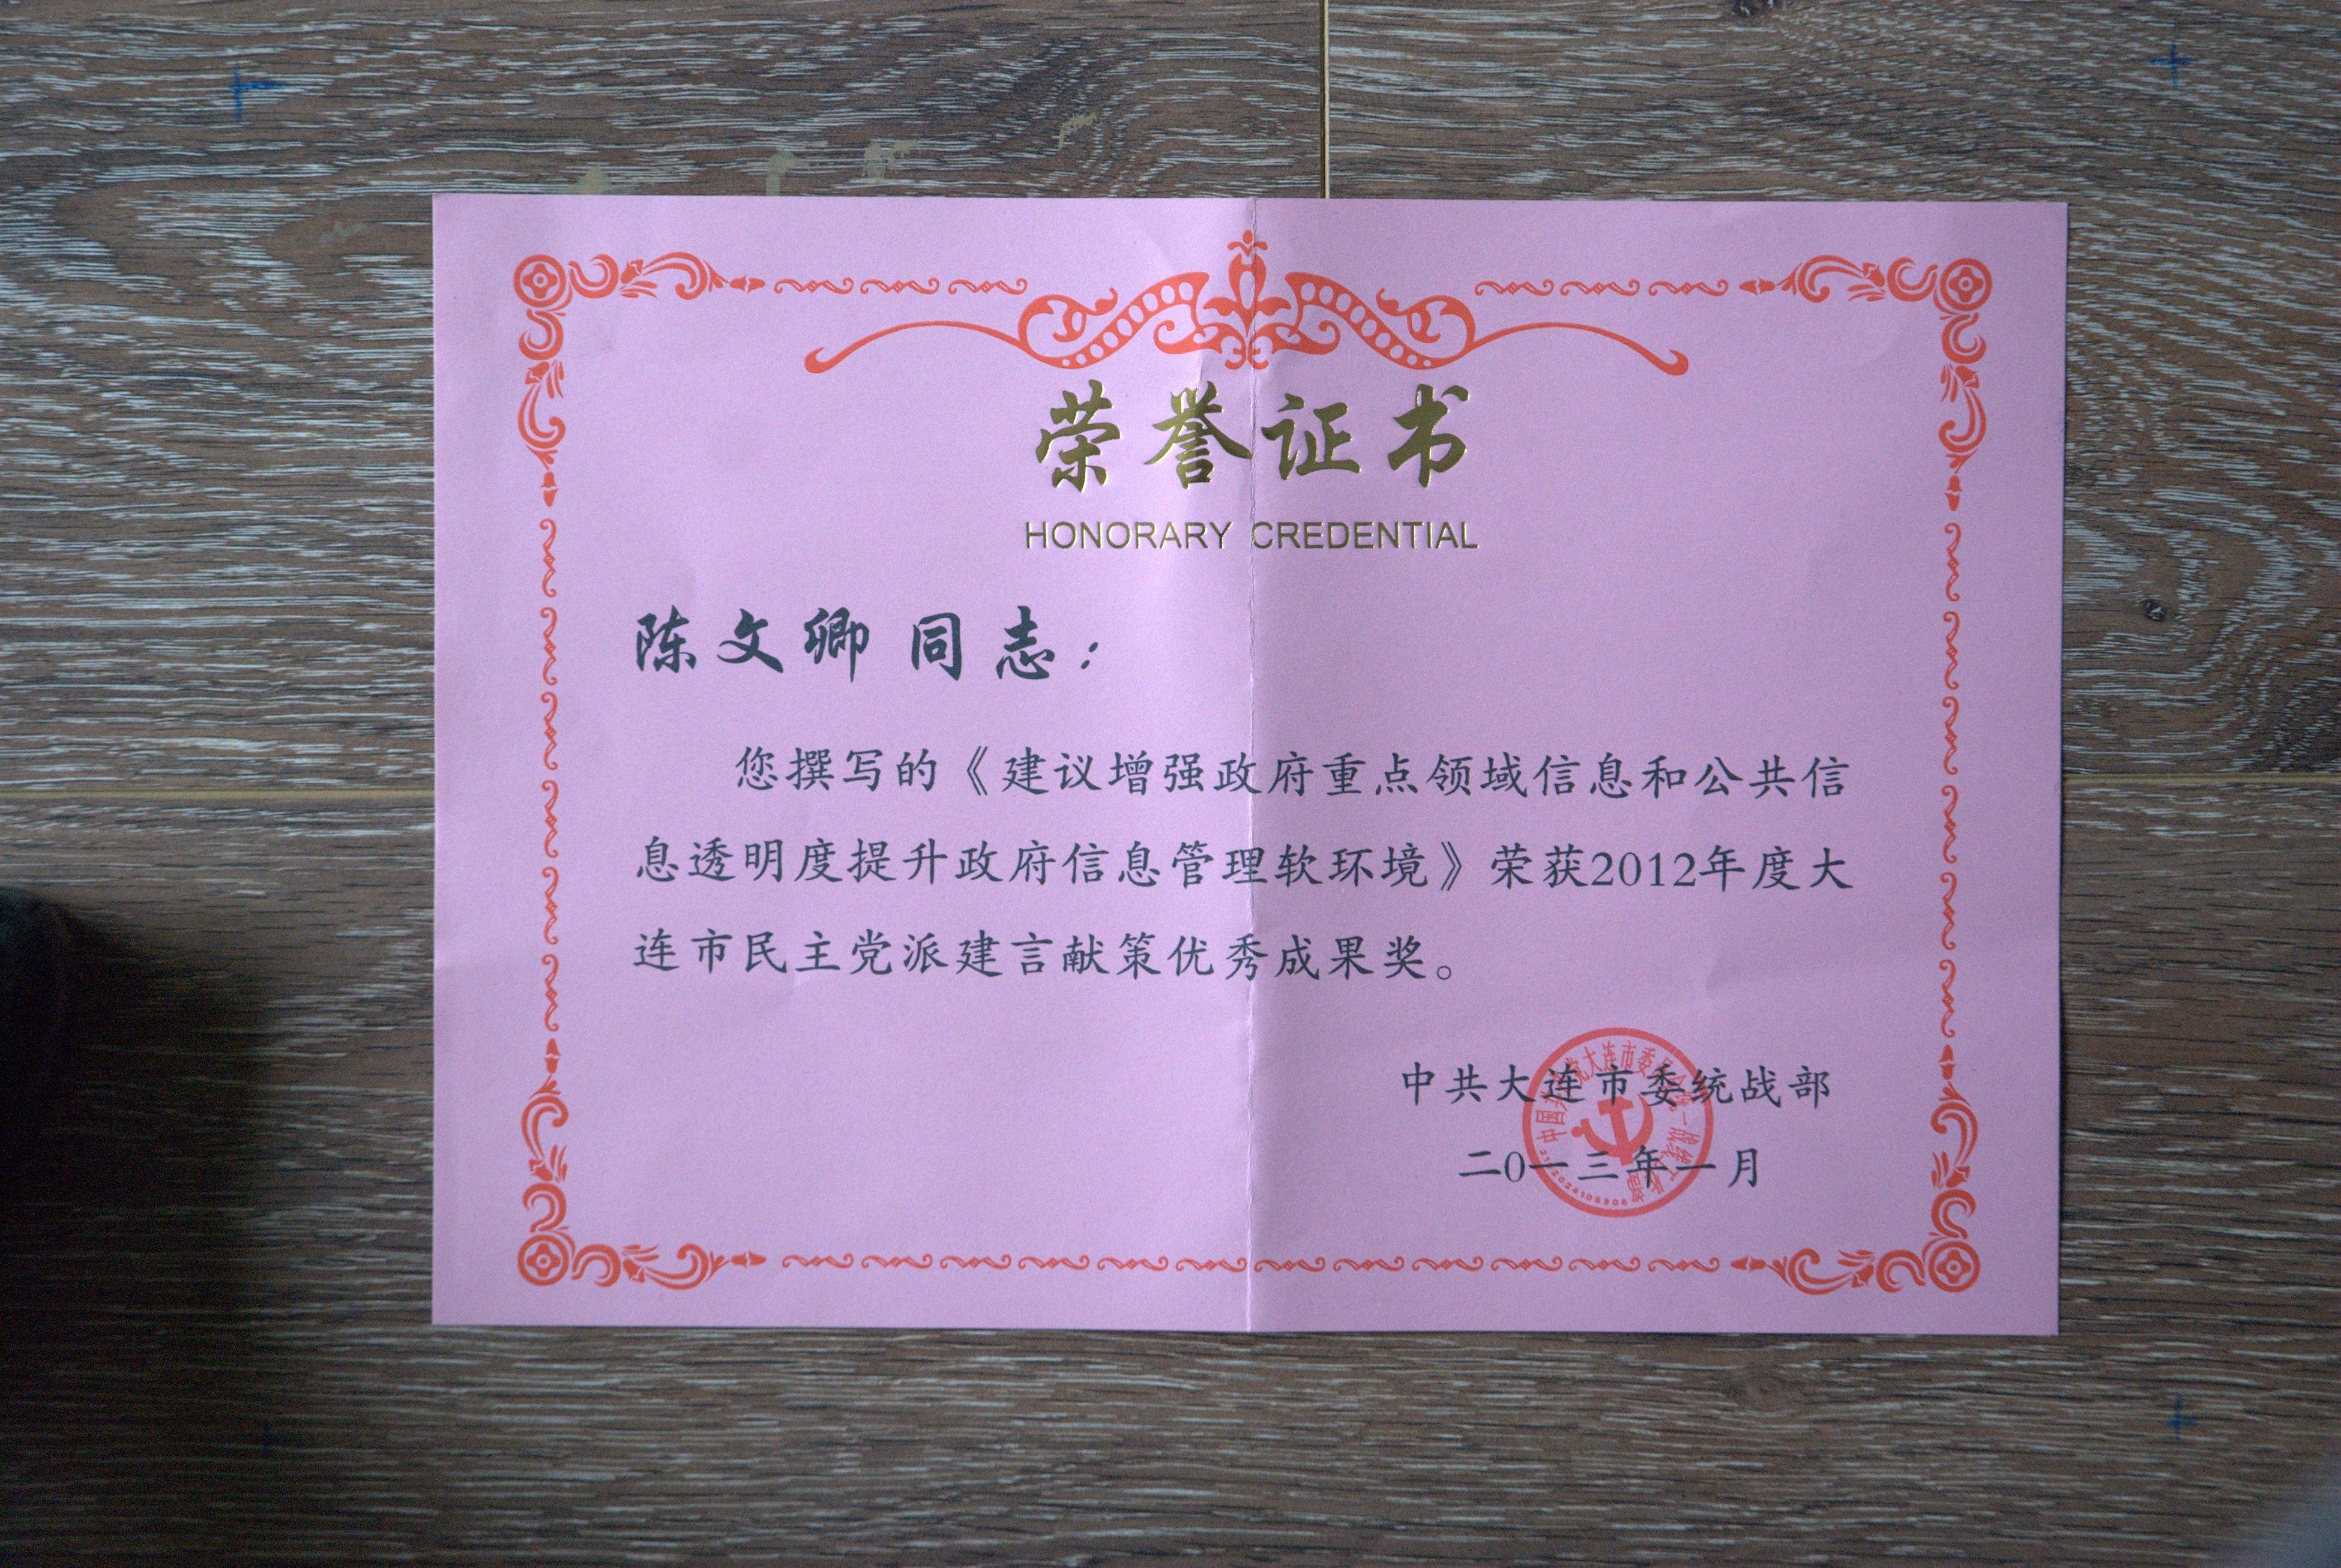 荣誉证书
HONORARY CREDENTIAL
陈文卿 同志：
您撰写的《建议增强政府重点领域信息和公共信
息透明度提升政府信息管理软环境》荣获2012年度大
连市民主党派建言献策优秀成果奖。
中共大连市委统战部
二0一三年一月